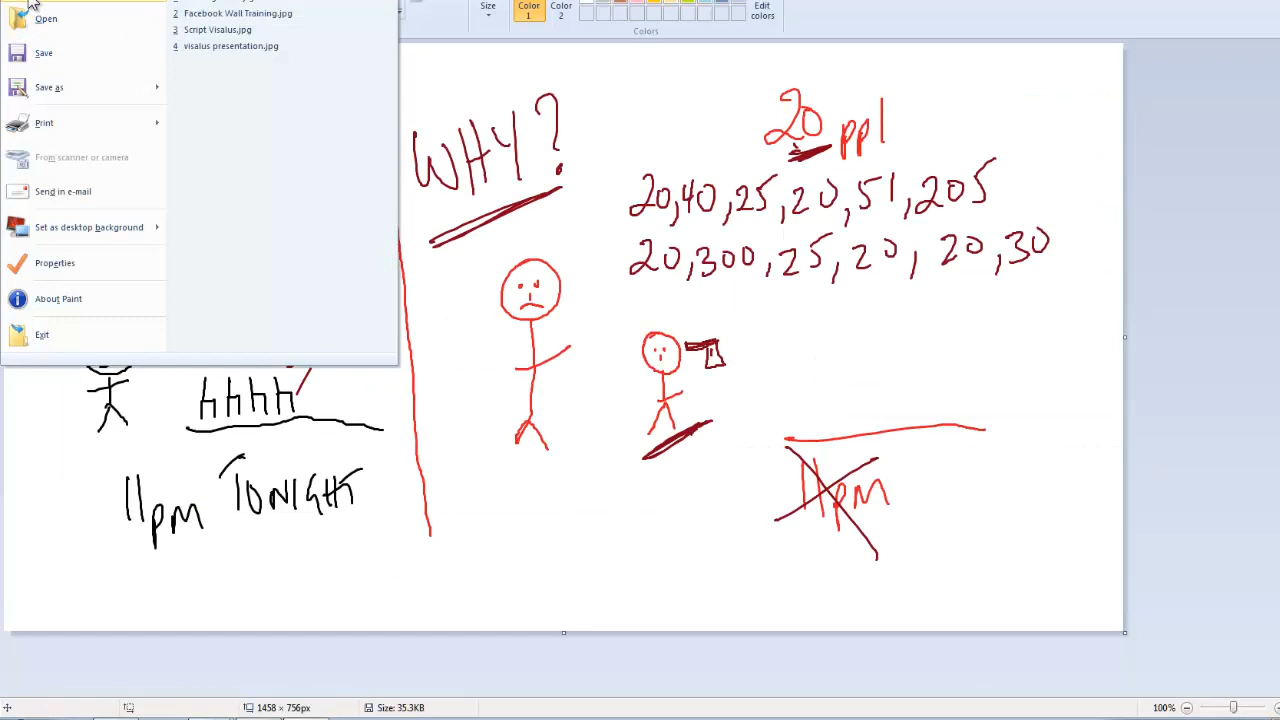 Open
Save
Save as
Print
From scanner or camera
Send in e-mail
Set as desktop background
Properties
About Paint
Exit
2 Facebook Wall Training.jpg
3 Script Visalus.jpg
4 visalus presentation.jpg
Size
Color 1
Color 2
Edit colors
Colors
WHY?
20 ppl
20,40,25,20,51,205
20,300,25,20, 20,30
11pm TONIGHT
11pm
1458 × 756px
Size: 35.3KB
100%